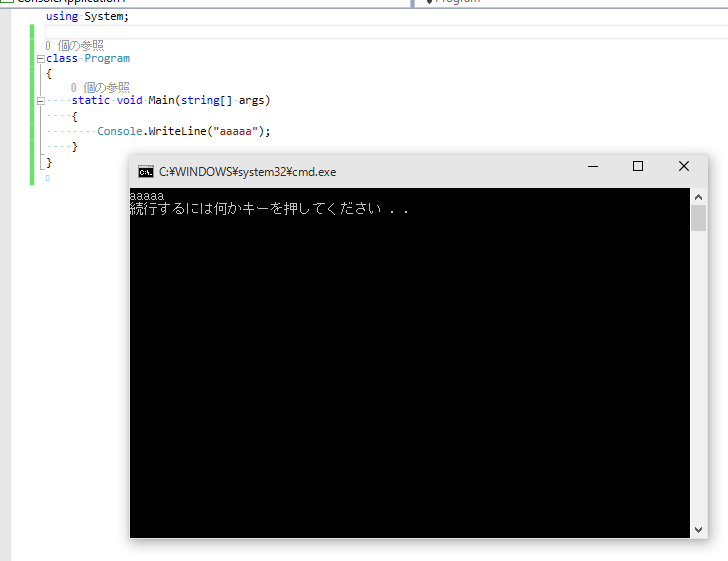 using System;
0 個の参照
class Program
{
0 個の参照
static void Main(string[] args)
{
Console.WriteLine("aaaaa");
}
}
C:¥WINDOWS¥system32¥cmd.exe
aaaaa
続行するには何かキーを押してください . .